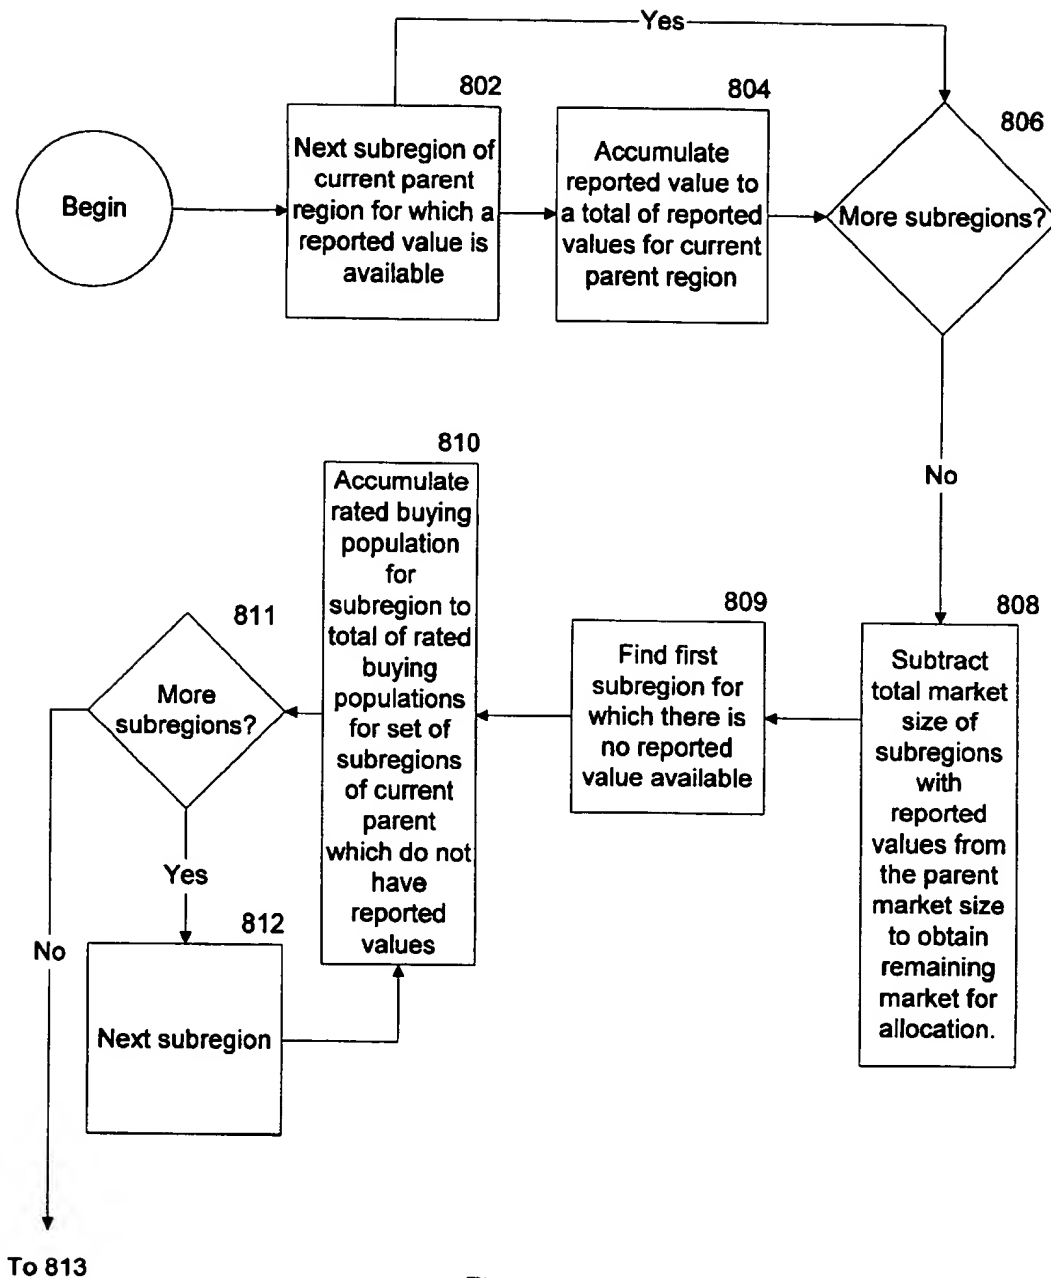 Yes
802
804
806
Begin
Next subregion of
current parent
region for which a
reported value is
available
Accumulate
reported value to
a total of reported
values for current
parent region
More subregions?
No
810
Accumulate
rated buying
population
for
subregion to
total of rated
buying
populations
for set of
subregions
of current
parent
which do not
have
reported
values
811
More
subregions?
809
Find first
subregion for
which there is
no reported
value available
808
Subtract
total market
size of
subregions
with
reported
values from
the parent
market size
to obtain
remaining
market for
allocation.
Yes
No
812
Next subregion
To 813